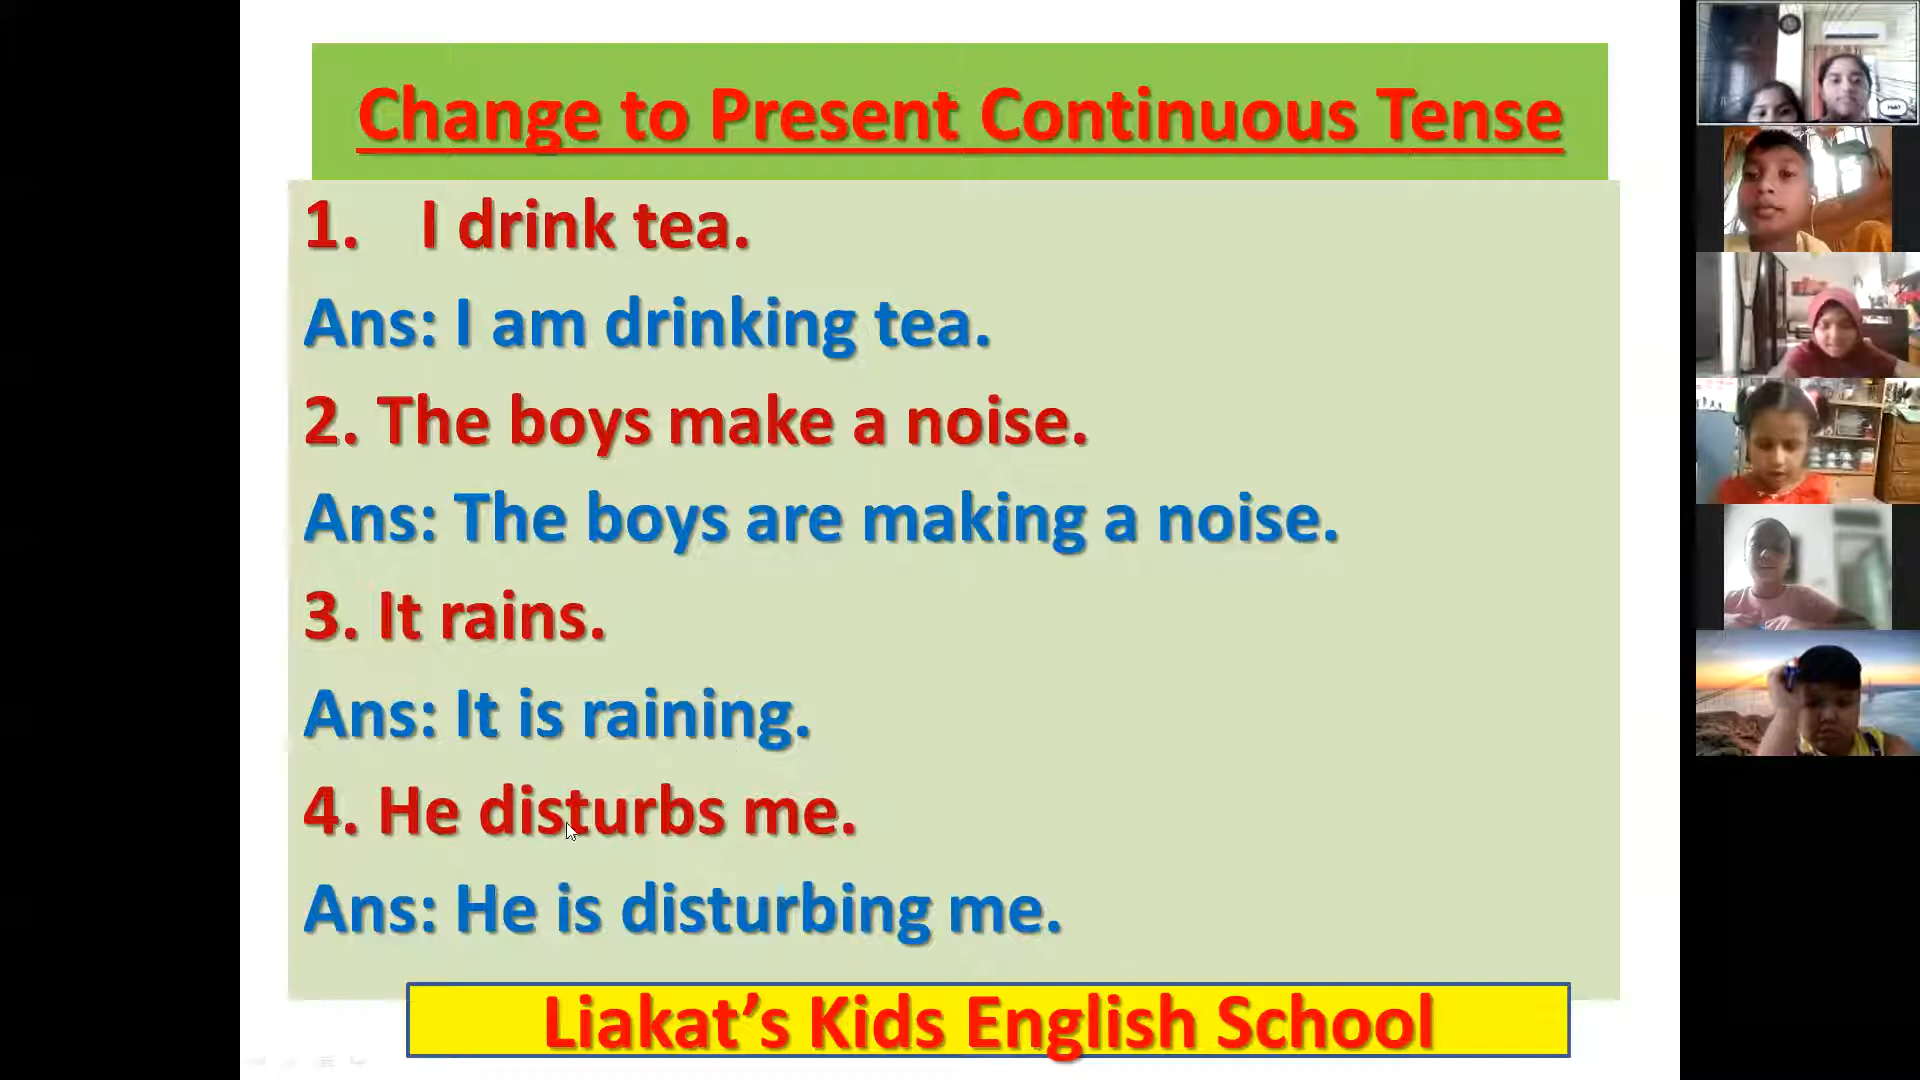 Change to Present Continuous Tense
1. I drink tea.
Ans: I am drinking tea.
2. The boys make a noise.
Ans: The boys are making a noise.
3. It rains.
Ans: It is raining.
4. He disturbs me.
Ans: He is disturbing me.
Liakat’s Kids English School